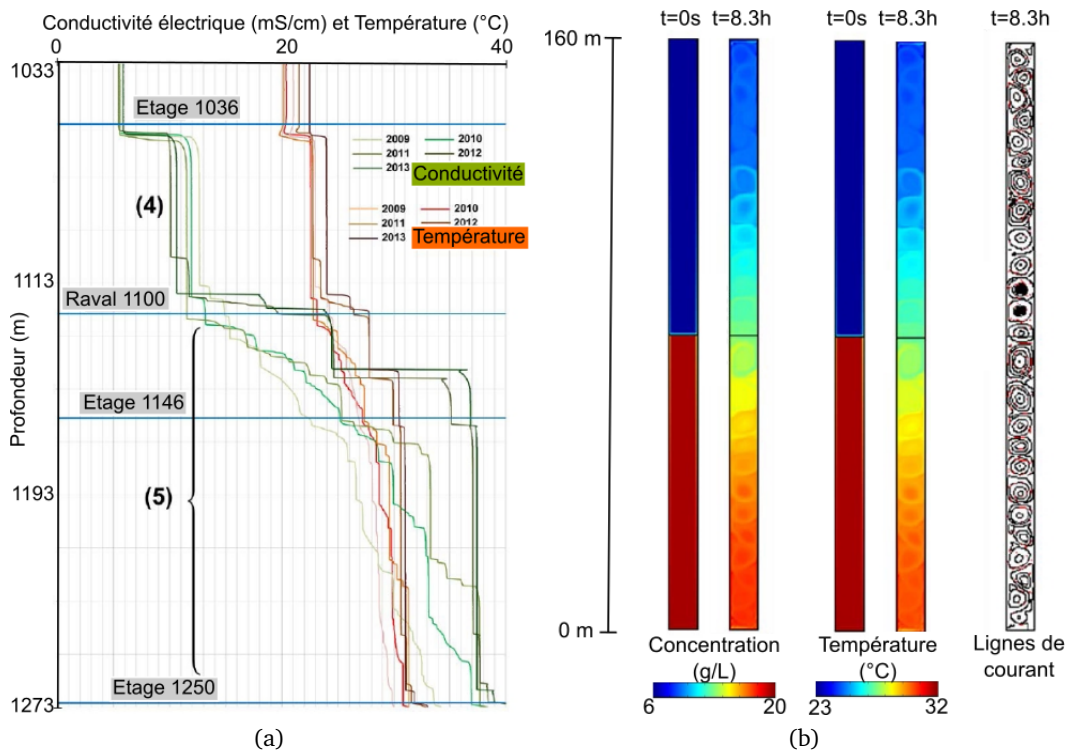 Conductivité électrique (mS/cm) et Température (°C)
0 20 40
1033
Etage 1036
2009 2010
2011 2012
2013 Conductivité
(4)
2009 2010
2011 2012
2013 Température
1113
Raval 1100
Profondeur (m)
Etage 1146
1193
(5)
Etage 1250
1273
(a)
t=0s t=8.3h t=0s t=8.3h t=8.3h
160 m
0 m
Concentration
(g/L)
Température
(°C)
Lignes de
courant
6 20 23 32
(b)